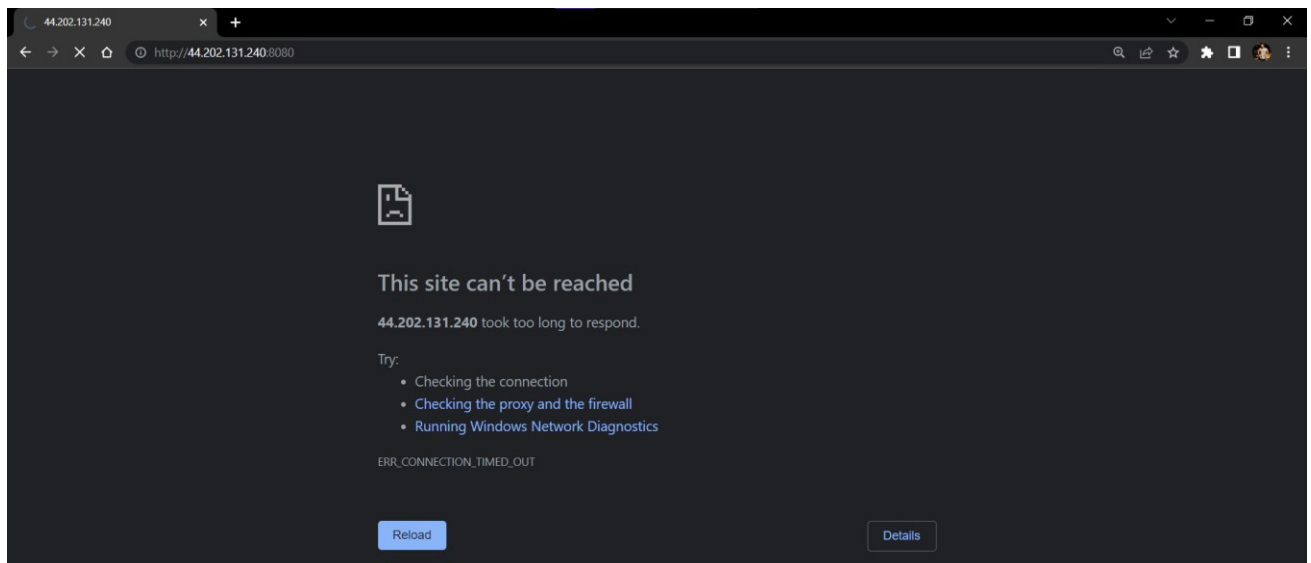 44.202.131.240
http://44.202.131.240:8080
This site can't be reached
44.202.131.240 took too long to respond.
Try:
• Checking the connection
• Checking the proxy and the firewall
• Running Windows Network Diagnostics
ERR_CONNECTION_TIMED_OUT
Reload Details